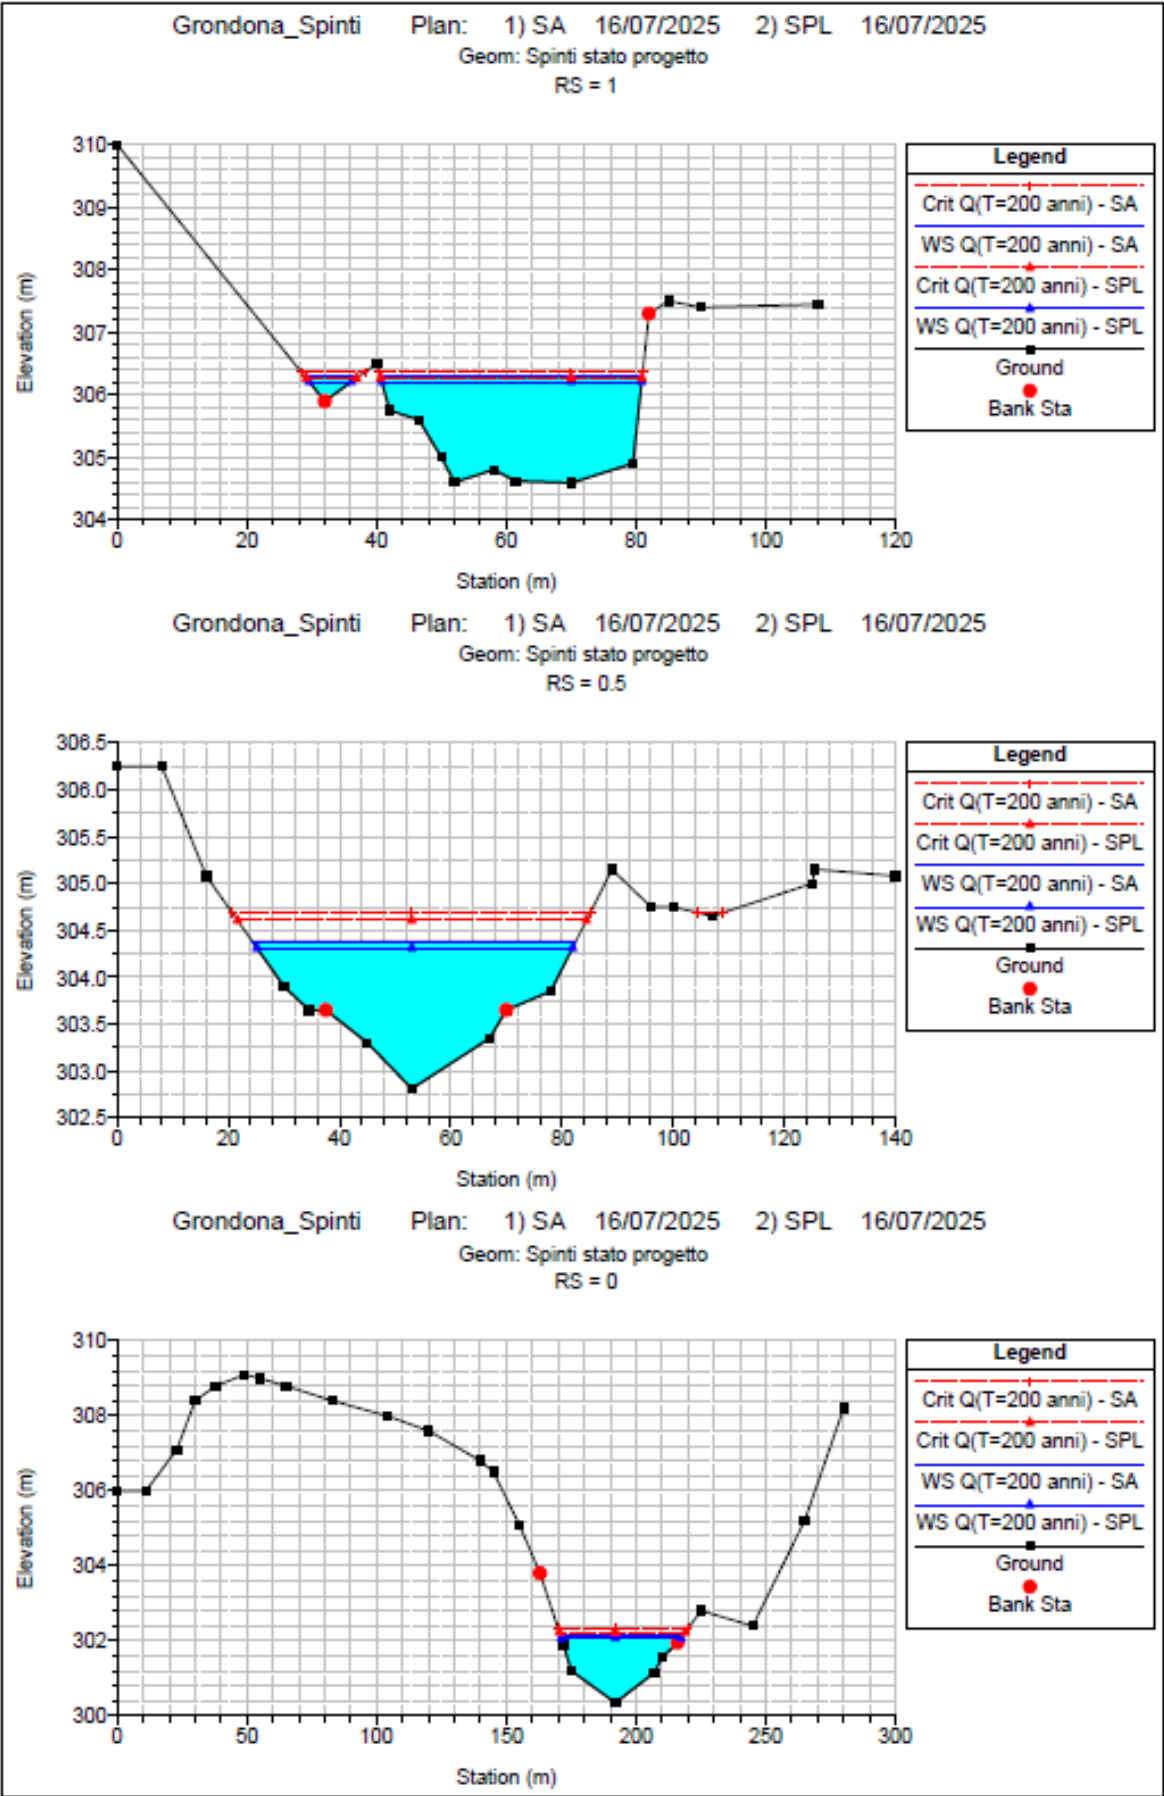 Grondona_Spinti Plan: 1) SA 16/07/2025 2) SPL 16/07/2025
Geom: Spinti stato progetto
RS = 1
Elevation (m)
310
309
308
307
306
305
304
0 20 40 60 80 100 120
Station (m)
Legend
Crit Q(T=200 anni) - SA
WS Q(T=200 anni) - SA
Crit Q(T=200 anni) - SPL
WS Q(T=200 anni) - SPL
Ground
Bank Sta
Grondona_Spinti Plan: 1) SA 16/07/2025 2) SPL 16/07/2025
Geom: Spinti stato progetto
RS = 0.5
Elevation (m)
306.5
306.0
305.5
305.0
304.5
304.0
303.5
303.0
302.5
0 20 40 60 80 100 120 140
Station (m)
Legend
Crit Q(T=200 anni) - SA
Crit Q(T=200 anni) - SPL
WS Q(T=200 anni) - SA
WS Q(T=200 anni) - SPL
Ground
Bank Sta
Grondona_Spinti Plan: 1) SA 16/07/2025 2) SPL 16/07/2025
Geom: Spinti stato progetto
RS = 0
Elevation (m)
310
308
306
304
302
300
0 50 100 150 200 250 300
Station (m)
Legend
Crit Q(T=200 anni) - SA
Crit Q(T=200 anni) - SPL
WS Q(T=200 anni) - SA
WS Q(T=200 anni) - SPL
Ground
Bank Sta